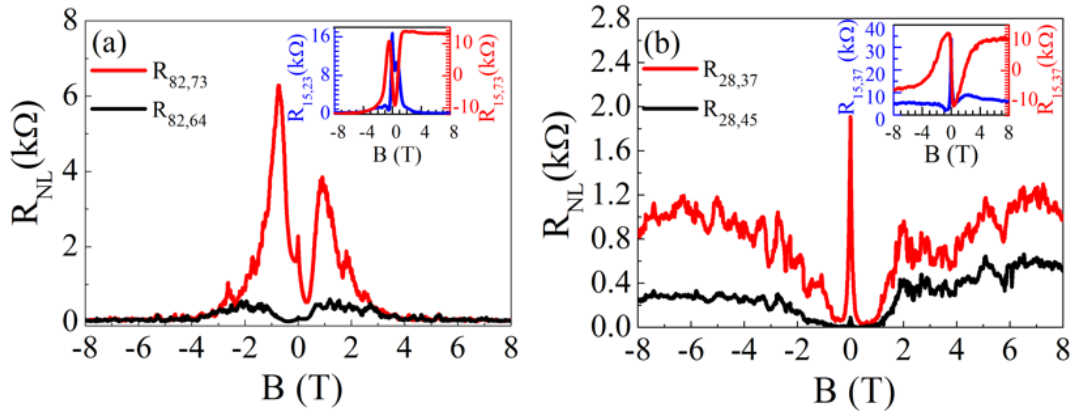 (a)
R82,73
R82,64
RNL(kΩ)
8
6
4
2
0
-8 -6 -4 -2 0 2 4 6 8
B (T)
R15,23(kΩ)
16
12
8
4
0
R15,73(kΩ)
10
0
-10
-8 -4 0 4 8
B (T)
(b)
R28,37
R28,45
RNL(kΩ)
2.8
2.4
2.0
1.6
1.2
0.8
0.4
0.0
-8 -6 -4 -2 0 2 4 6 8
B (T)
R15,37(kΩ)
40
30
20
10
0
R15,37(kΩ)
10
0
-10
-8 -4 0 4 8
B (T)